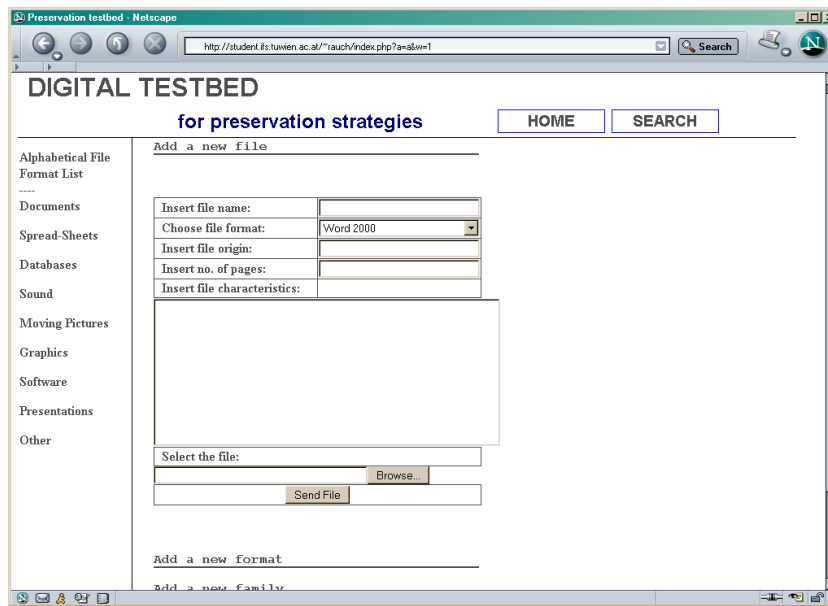 Preservation testbed - Netscape
http://student.ifs.tuwien.ac.at/~rauch/index.php?a=a&w=1
Search
N
DIGITAL TESTBED
for preservation strategies
HOME
SEARCH
Alphabetical File
Format List
----
Documents
Spread-Sheets
Databases
Sound
Moving Pictures
Graphics
Software
Presentations
Other
Add a new file
Insert file name:
Choose file format:
Word 2000
Insert file origin:
Insert no. of pages:
Insert file characteristics:
Select the file:
Browse...
Send File
Add a new format
Add a new family